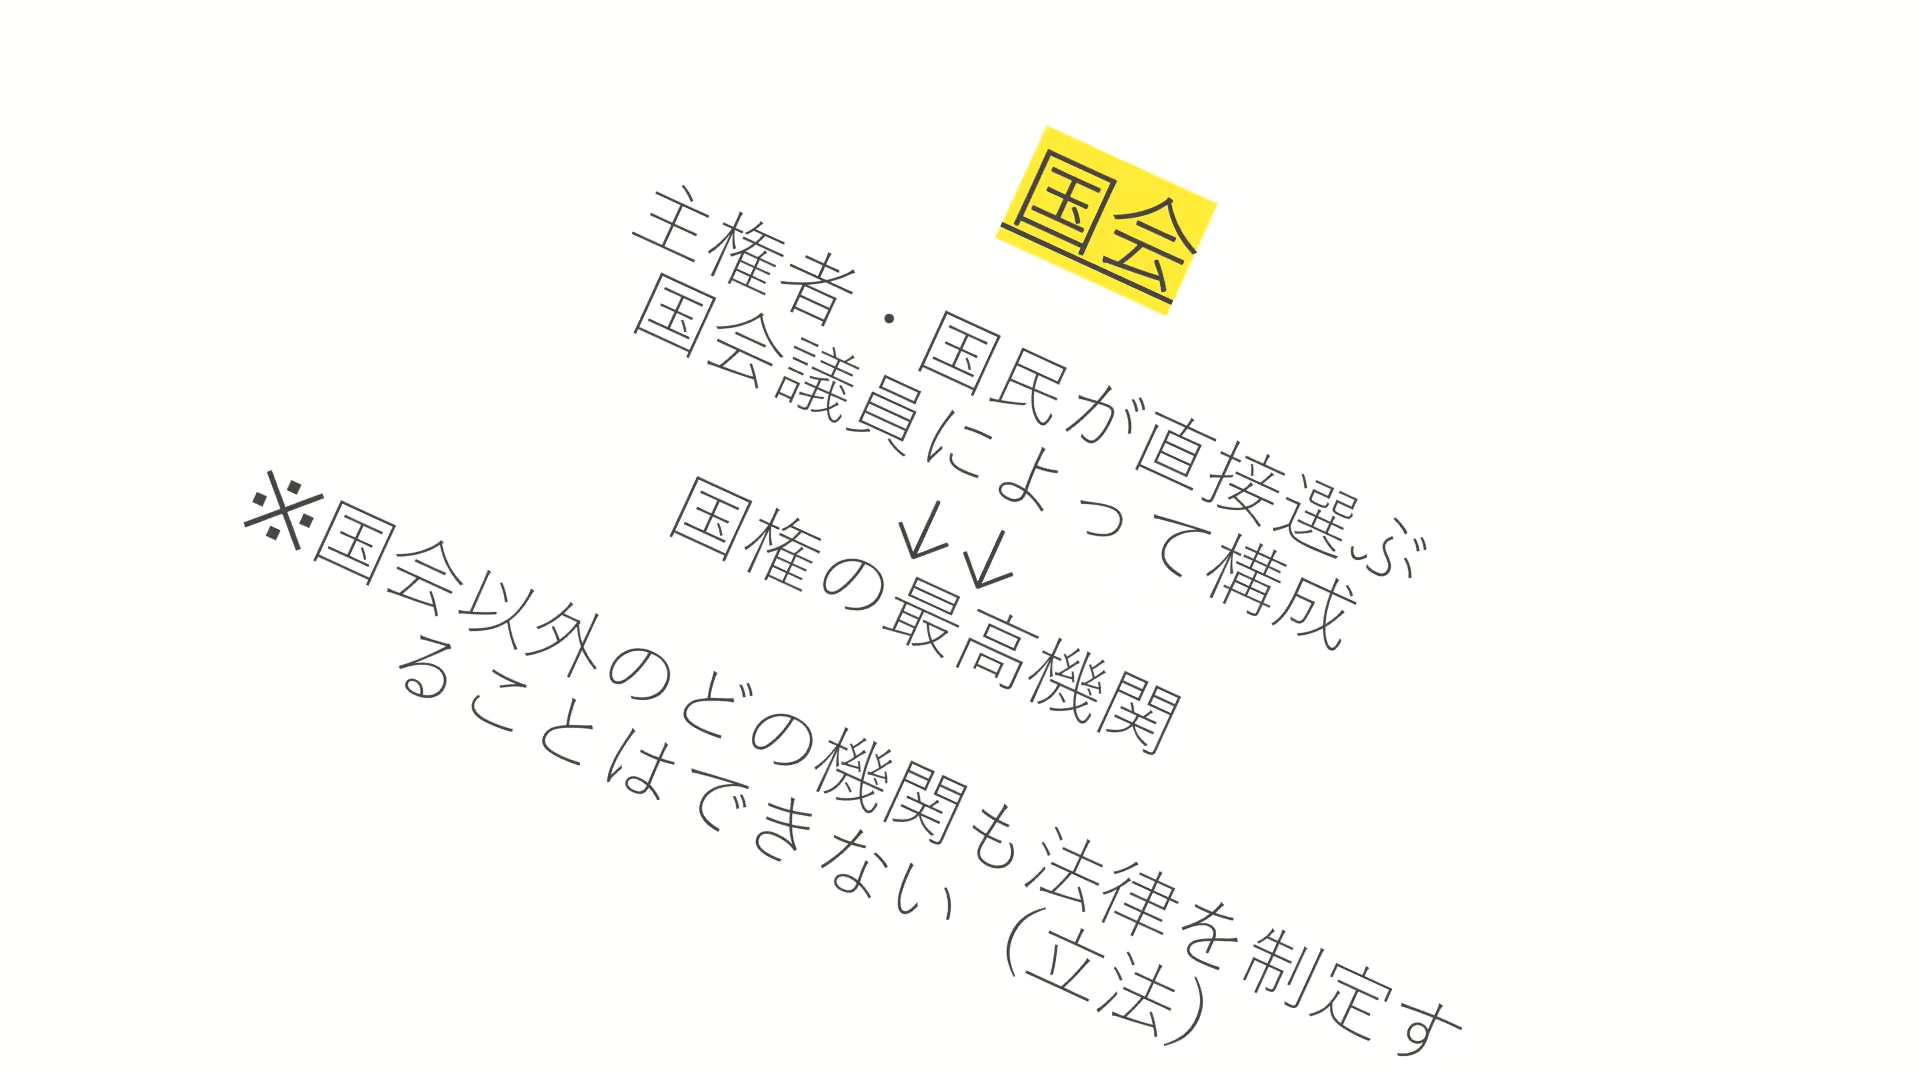 国会
主権者・国民が直接選ぶ
国会議員によって構成
↓↓
国権の最高機関
※国会以外のどの機関も法律を制定す
ることはできない（立法）